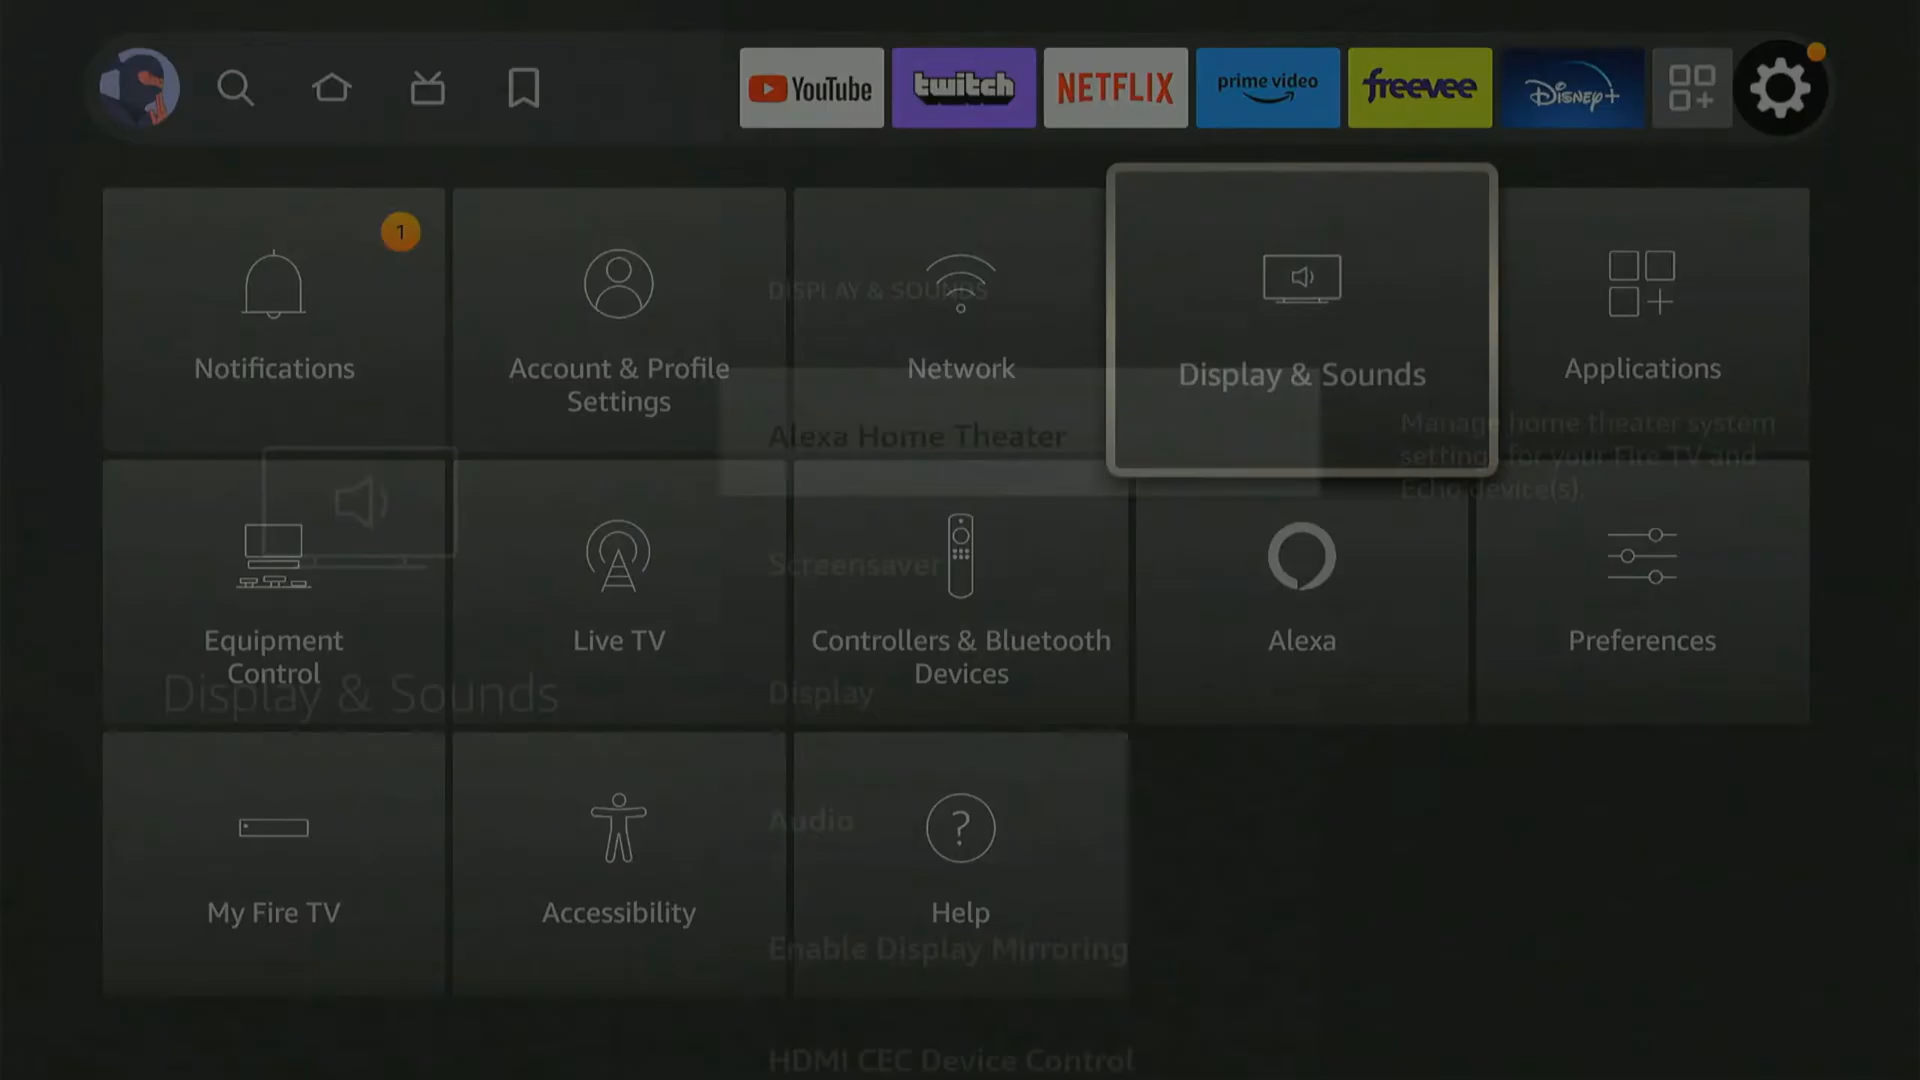 YouTube
twitch
NETFLIX
prime video
freevee
Disney+
1
Notifications
Account & Profile
Settings
Network
Display & Sounds
Applications
Equipment
Control
Live TV
Controllers & Bluetooth
Devices
Alexa
Preferences
My Fire TV
Accessibility
?
Help
Display & Sounds
DISPLAY & SOUNDS
Alexa Home Theater
Screensaver
Display
Audio
Enable Display Mirroring
HDMI CEC Device Control
Manage home theater system
settings for your Fire TV and
Echo device(s).